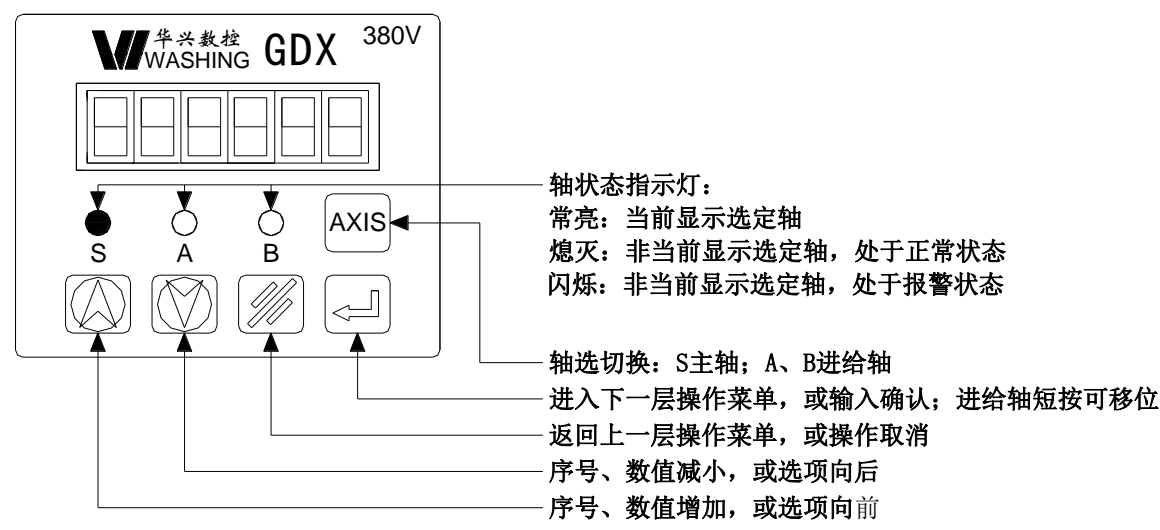 华兴数控
WASHING
GDX
380V
S
A
B
AXIS
轴状态指示灯：
常亮：当前显示选定轴
熄灭：非当前显示选定轴，处于正常状态
闪烁：非当前显示选定轴，处于报警状态
轴选切换：S主轴；A、B进给轴
进入下一层操作菜单，或输入确认；进给轴短按可移位
返回上一层操作菜单，或操作取消
序号、数值减小，或选项向后
序号、数值增加，或选项向前